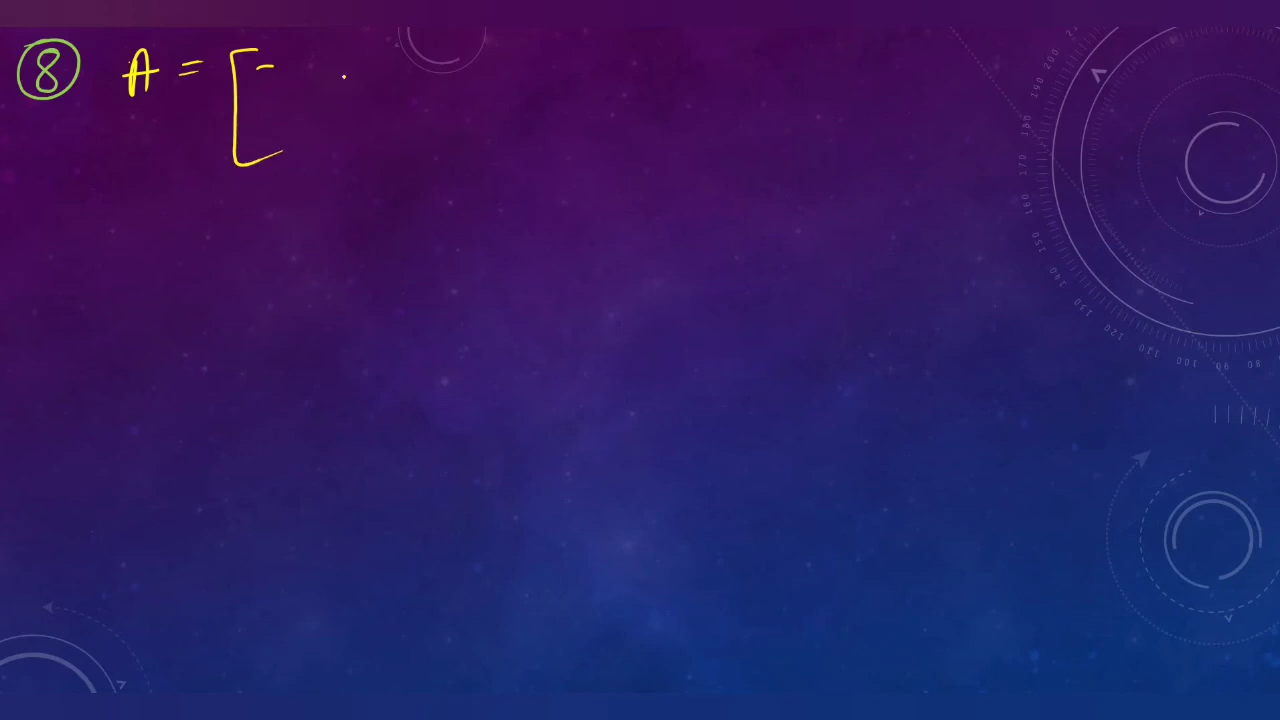 ⑧ A = [ -